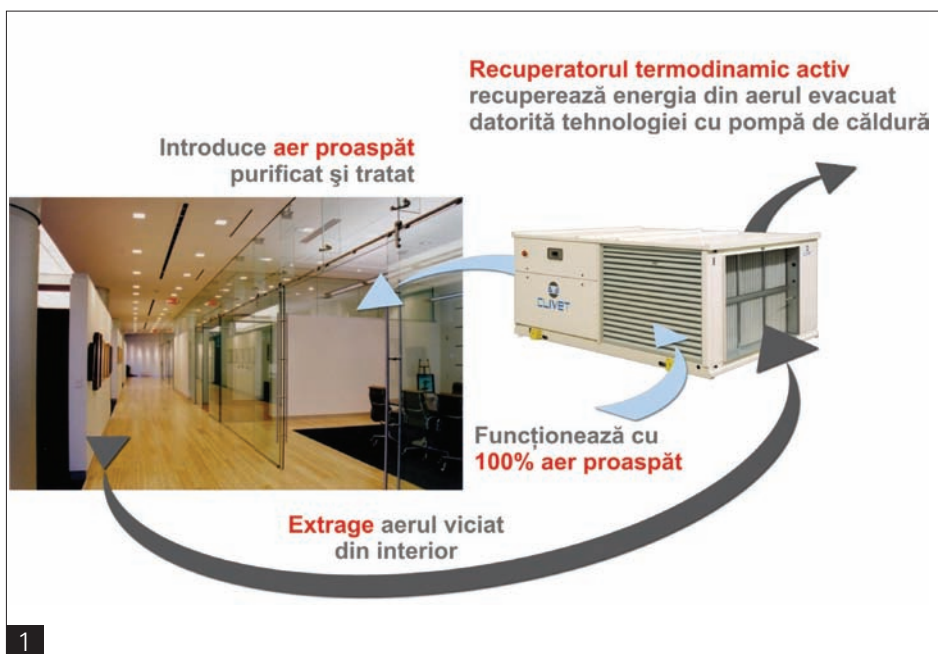 Recuperatorul termodinamic activ
recuperează energia din aerul evacuat
datorită tehnologiei cu pompă de căldură
Introduce aer proaspăt
purificat şi tratat
CLIVET
Funcționează cu
100% aer proaspăt
Extrage aerul viciat
din interior
1